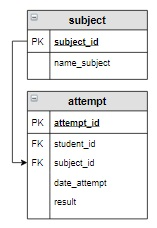 subject
PK subject_id
name_subject
attempt
PK attempt_id
FK student_id
FK subject_id
date_attempt
result